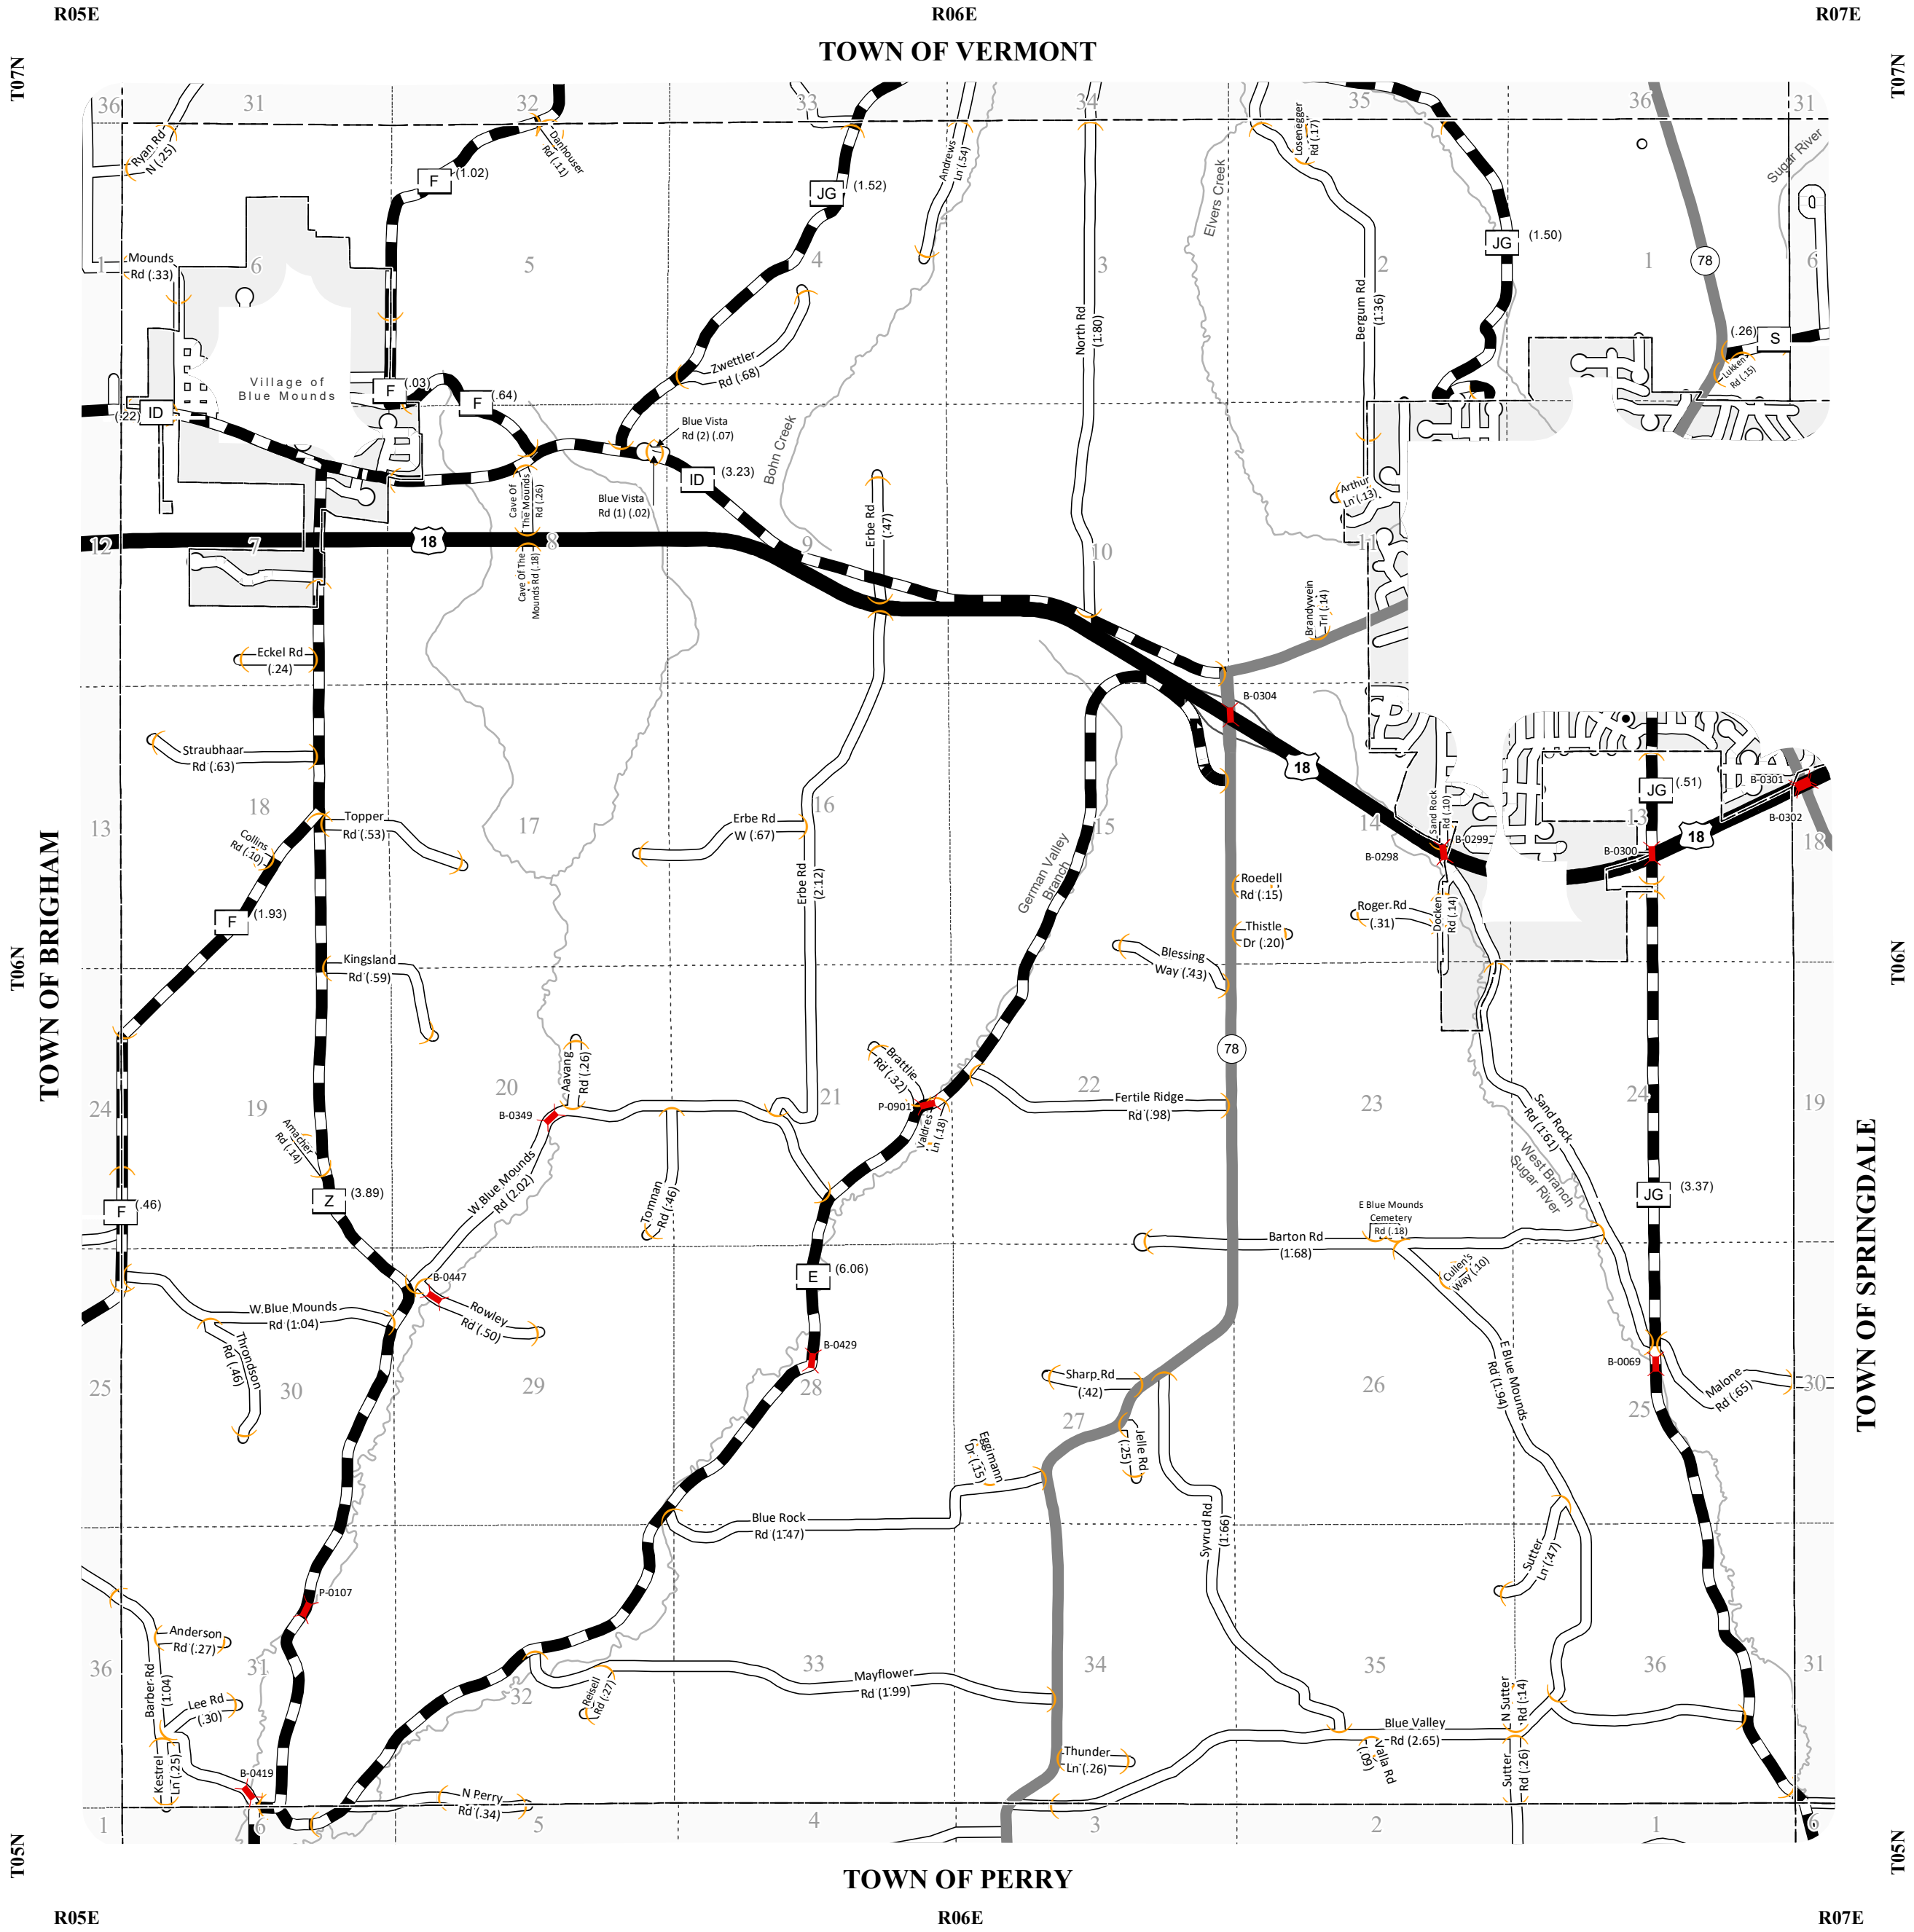 R05E
R06E
R07E
TOWN OF VERMONT
T07N
T07N
36
31
32
33
34
35
36
31
Ryan Rd
N (.25)
Danhouser
Rd (.11)
F
(1.02)
JG
(1.52)
Andrews
Ln (.54)
Losenegger
Rd (.17)
Elvers Creek
Sugar River
JG
(1.50)
78
1
Mounds
Rd (.33)
6
5
4
3
2
1
6
North Rd
(1.80)
Bergum Rd
(1.36)
(.26)
S
Lukken
Rd (.15)
Zwettler
Rd (.68)
Village of
Blue Mounds
F
(.03)
F
(.64)
(.22)
ID
Blue Vista
Rd (2) (.07)
Bohn Creek
ID
(3.23)
Blue Vista
Rd (1) (.02)
Cave Of
The Mounds
Rd (.26)
Arthur
Ln (.13)
Erbe Rd
(.47)
12
7
18
8
9
10
11
Cave Of The
Mounds Rd (.18)
Brandywein
Trl (.14)
Eckel Rd
(.24)
B-0304
Straubhaar
Rd (.63)
18
B-0301
JG
(.51)
B-0302
13
18
Topper
Rd (.53)
17
Erbe Rd
W (.67)
16
15
14
Sand Rock
Rd (.10)
13
18
18
Collins
Rd (.10)
B-0299
B-0298
B-0300
German Valley
Branch
Erbe Rd
(2.12)
Roedell
Rd (.15)
F
(1.93)
Roger Rd
(.31)
Docken
Rd (.14)
Thistle
Dr (.20)
Blessing
Way (.43)
Kingsland
Rd (.59)
TOWN OF BRIGHAM
T06N
T06N
78
Aavang
Rd (.26)
Brattlie
Rd (.32)
24
19
20
21
22
23
24
19
B-0349
P-0901
Fertile Ridge
Rd (.98)
Valdres
Ln (.18)
Amacher
Rd (.14)
Sand Rock
Rd (1.61)
West Branch
Sugar River
W Blue Mounds
Rd (2.02)
Z
(3.89)
F
(.46)
Tomnan
Rd (.46)
JG
(3.37)
E Blue Mounds
Cemetery
Rd (.18)
Barton Rd
(1.68)
TOWN OF SPRINGDALE
E
(6.06)
B-0447
Cullen's
Way (.10)
W Blue Mounds
Rd (1.04)
Rowley
Rd (.50)
Throndson
Rd (.46)
B-0429
B-0069
E Blue Mounds
Rd (1.94)
Sharp Rd
(.42)
Malone
Rd (.65)
25
30
29
28
27
26
25
30
Jelle Rd
(.25)
Eggimann
Dr (.15)
Blue Rock
Rd (1.47)
Syvrud Rd
(1.66)
Sutter
Ln (.47)
P-0107
Anderson
Rd (.27)
36
31
32
33
34
35
36
31
Mayflower
Rd (1.99)
Reisell
Rd (.27)
Barber Rd
(1.04)
Lee Rd
(.30)
N Sutter
Rd (.14)
Blue Valley
Rd (2.65)
Valla Rd
(.09)
Thunder
Ln (.26)
Kestrel
Ln (.25)
B-0419
Sutter
Rd (.26)
N Perry
Rd (.34)
1
6
5
4
3
2
1
6
T05N
T05N
TOWN OF PERRY
R05E
R06E
R07E